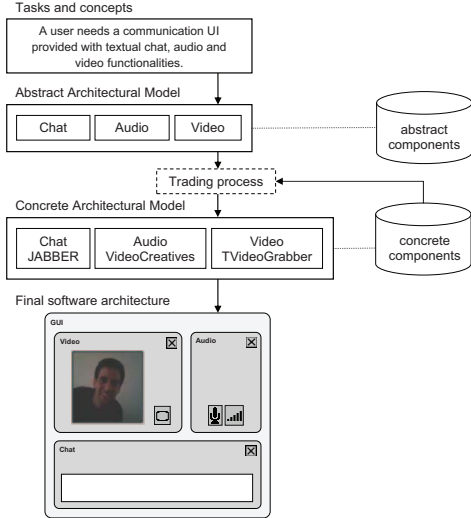 Tasks and concepts
A user needs a communication UI
provided with textual chat, audio and
video functionalities.
Abstract Architectural Model
Chat
Audio
Video
abstract
components
Trading process
Concrete Architectural Model
Chat
JABBER
Audio
VideoCreatives
Video
TVideoGrabber
concrete
components
Final software architecture
GUI
Video
Audio
Chat